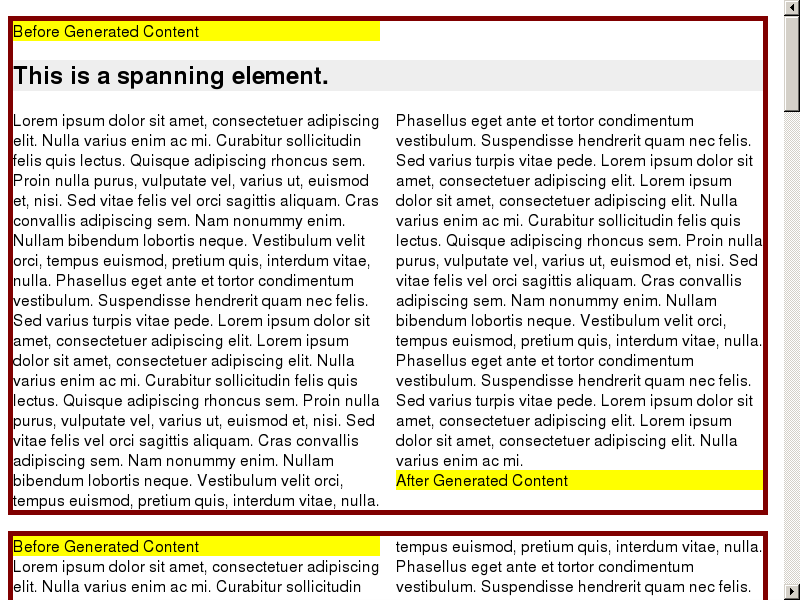 Before Generated Content
This is a spanning element.
Lorem ipsum dolor sit amet, consectetuer adipiscing
elit. Nulla varius enim ac mi. Curabitur sollicitudin
felis quis lectus. Quisque adipiscing rhoncus sem.
Proin nulla purus, vulputate vel, varius ut, euismod
et, nisi. Sed vitae felis vel orci sagittis aliquam. Cras
convallis adipiscing sem. Nam nonummy enim.
Nullam bibendum lobortis neque. Vestibulum velit
orci, tempus euismod, pretium quis, interdum vitae,
nulla. Phasellus eget ante et tortor condimentum
vestibulum. Suspendisse hendrerit quam nec felis.
Sed varius turpis vitae pede. Lorem ipsum dolor sit
amet, consectetuer adipiscing elit. Lorem ipsum
dolor sit amet, consectetuer adipiscing elit. Nulla
varius enim ac mi. Curabitur sollicitudin felis quis
lectus. Quisque adipiscing rhoncus sem. Proin nulla
purus, vulputate vel, varius ut, euismod et, nisi. Sed
vitae felis vel orci sagittis aliquam. Cras convallis
adipiscing sem. Nam nonummy enim. Nullam
bibendum lobortis neque. Vestibulum velit orci,
tempus euismod, pretium quis, interdum vitae, nulla.
Phasellus eget ante et tortor condimentum
vestibulum. Suspendisse hendrerit quam nec felis.
Sed varius turpis vitae pede. Lorem ipsum dolor sit
amet, consectetuer adipiscing elit. Lorem ipsum
dolor sit amet, consectetuer adipiscing elit. Nulla
varius enim ac mi. Curabitur sollicitudin felis quis
lectus. Quisque adipiscing rhoncus sem. Proin nulla
purus, vulputate vel, varius ut, euismod et, nisi. Sed
vitae felis vel orci sagittis aliquam. Cras convallis
adipiscing sem. Nam nonummy enim. Nullam
bibendum lobortis neque. Vestibulum velit orci,
tempus euismod, pretium quis, interdum vitae, nulla.
Phasellus eget ante et tortor condimentum
vestibulum. Suspendisse hendrerit quam nec felis.
Sed varius turpis vitae pede. Lorem ipsum dolor sit
amet, consectetuer adipiscing elit. Lorem ipsum
dolor sit amet, consectetuer adipiscing elit. Nulla
varius enim ac mi.
After Generated Content
Before Generated Content
Lorem ipsum dolor sit amet, consectetuer adipiscing
elit. Nulla varius enim ac mi. Curabitur sollicitudin
tempus euismod, pretium quis, interdum vitae, nulla.
Phasellus eget ante et tortor condimentum
vestibulum. Suspendisse hendrerit quam nec felis.